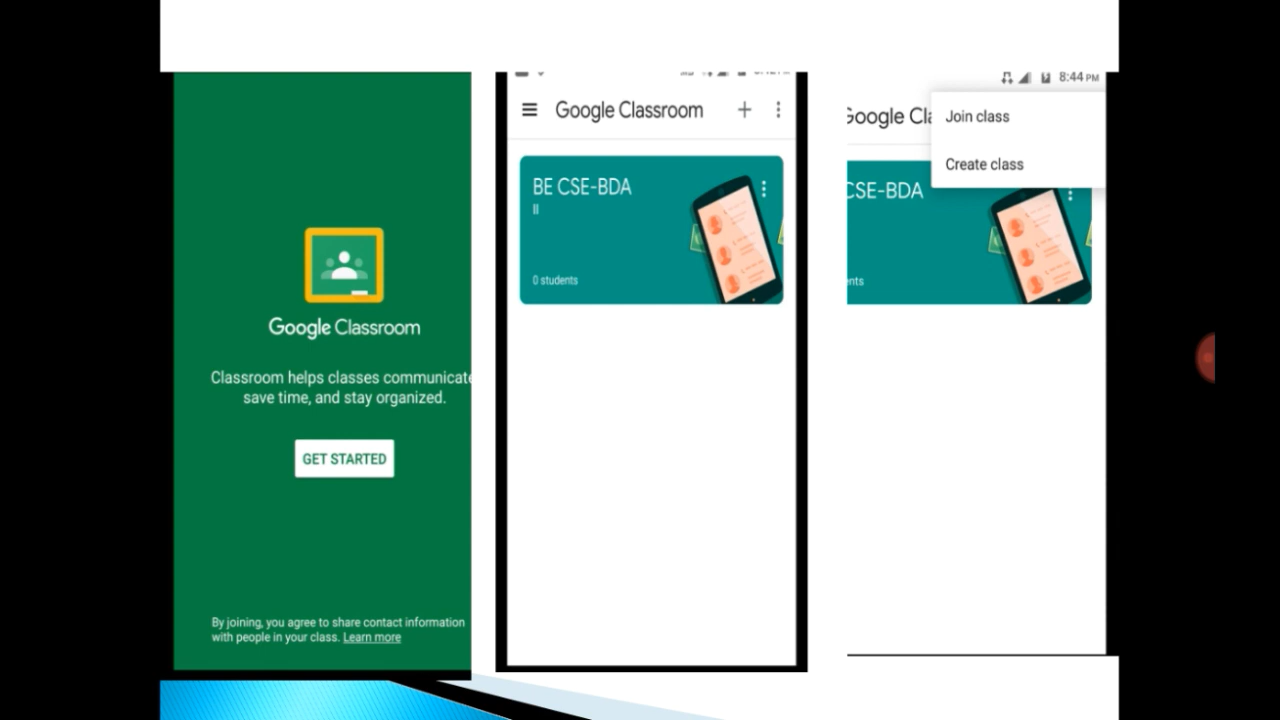 Google Classroom
Classroom helps classes communicate
save time, and stay organized.
GET STARTED
By joining, you agree to share contact information
with people in your class. Learn more
Google Classroom
BE CSE-BDA
II
0 students
8:44 PM
Join class
Create class
CSE-BDA